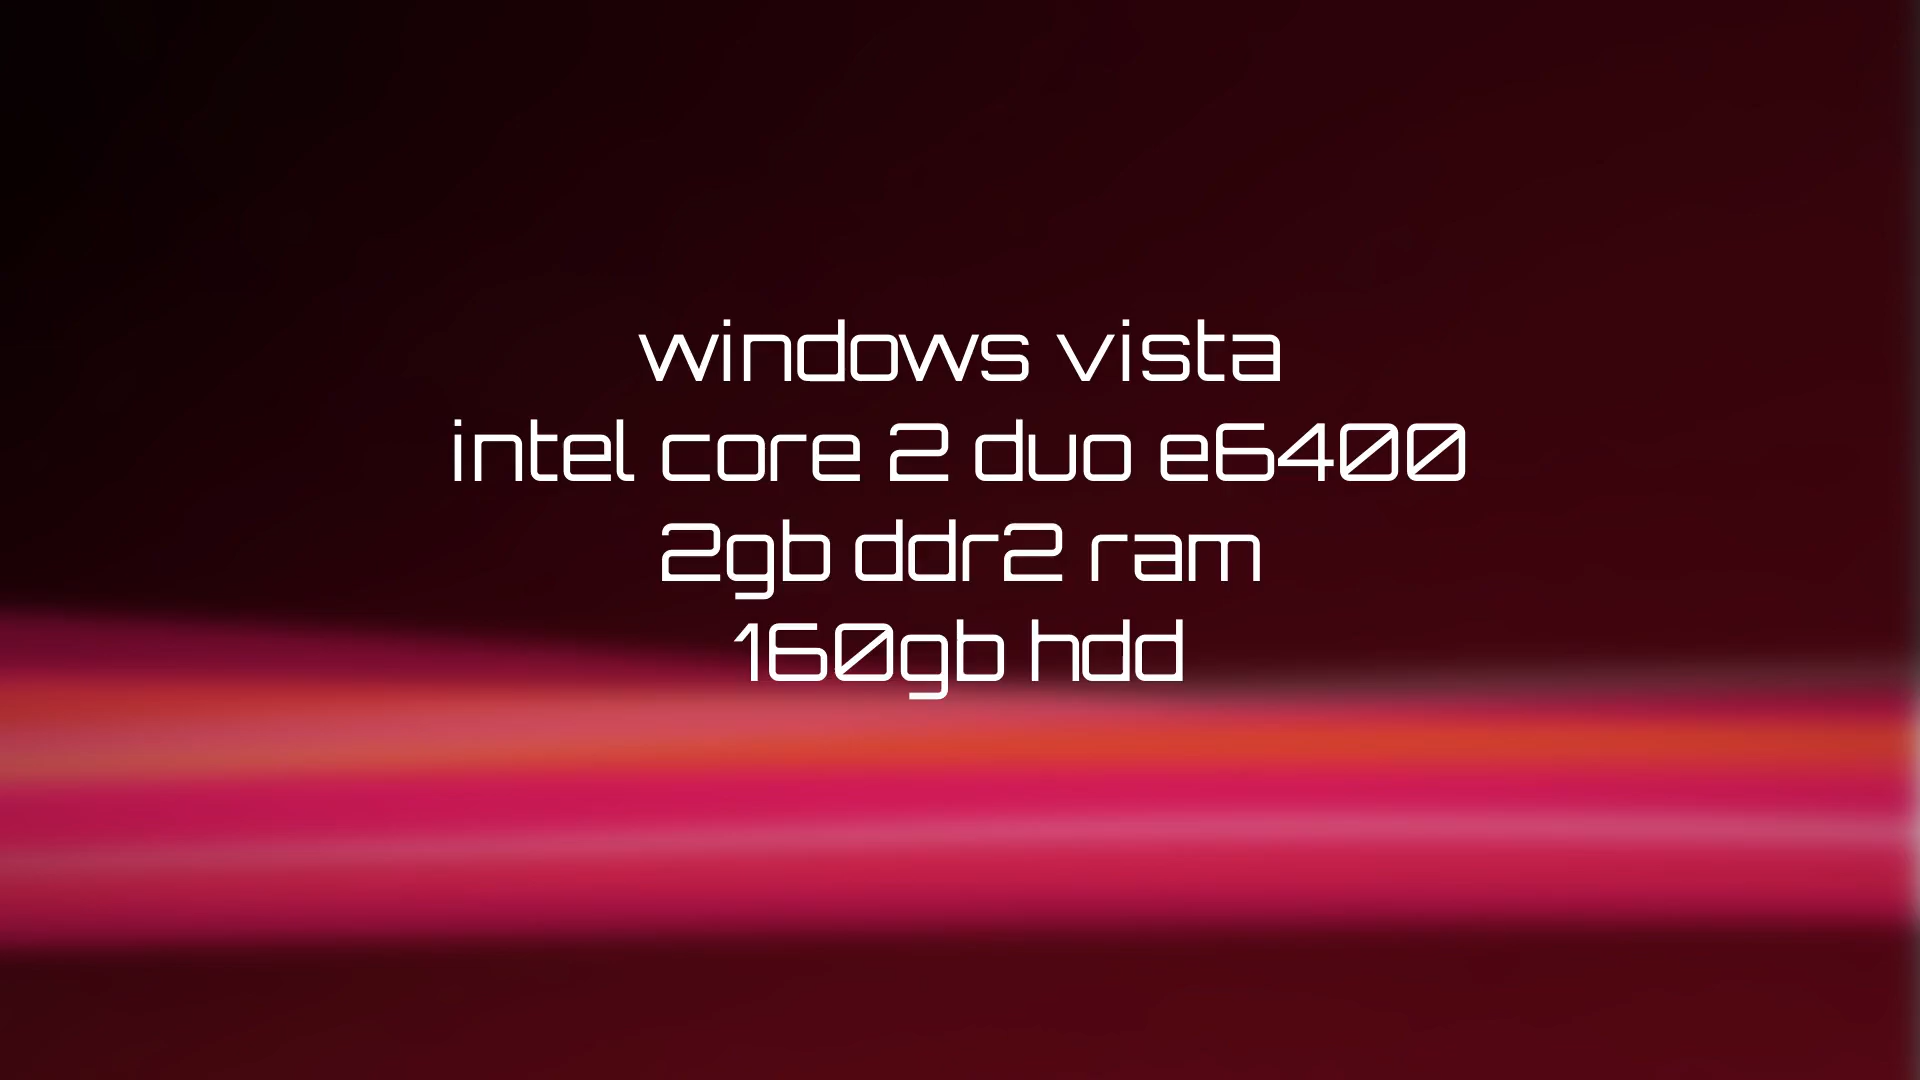 windows vista
intel core 2 duo e6400
2gb ddr2 ram
160gb hdd